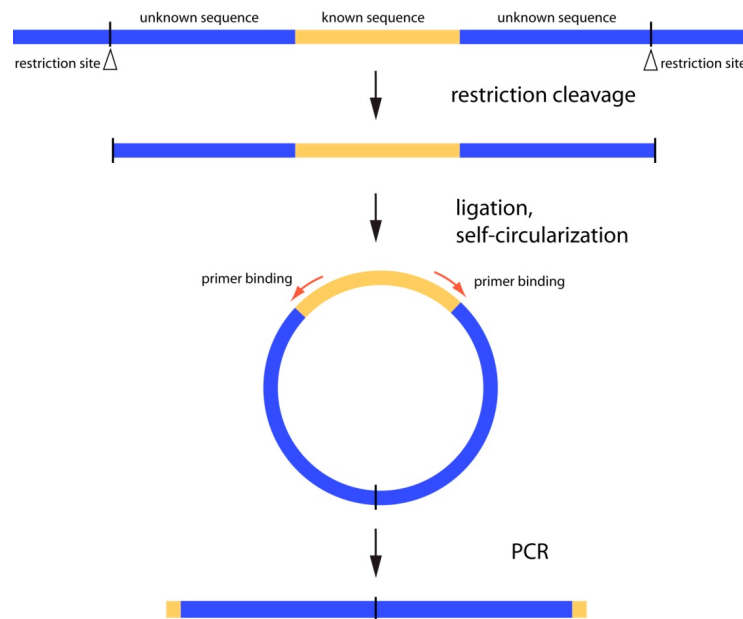 unknown sequence known sequence unknown sequence
restriction site restriction site
restriction cleavage
ligation,
self-circularization
primer binding primer binding
PCR